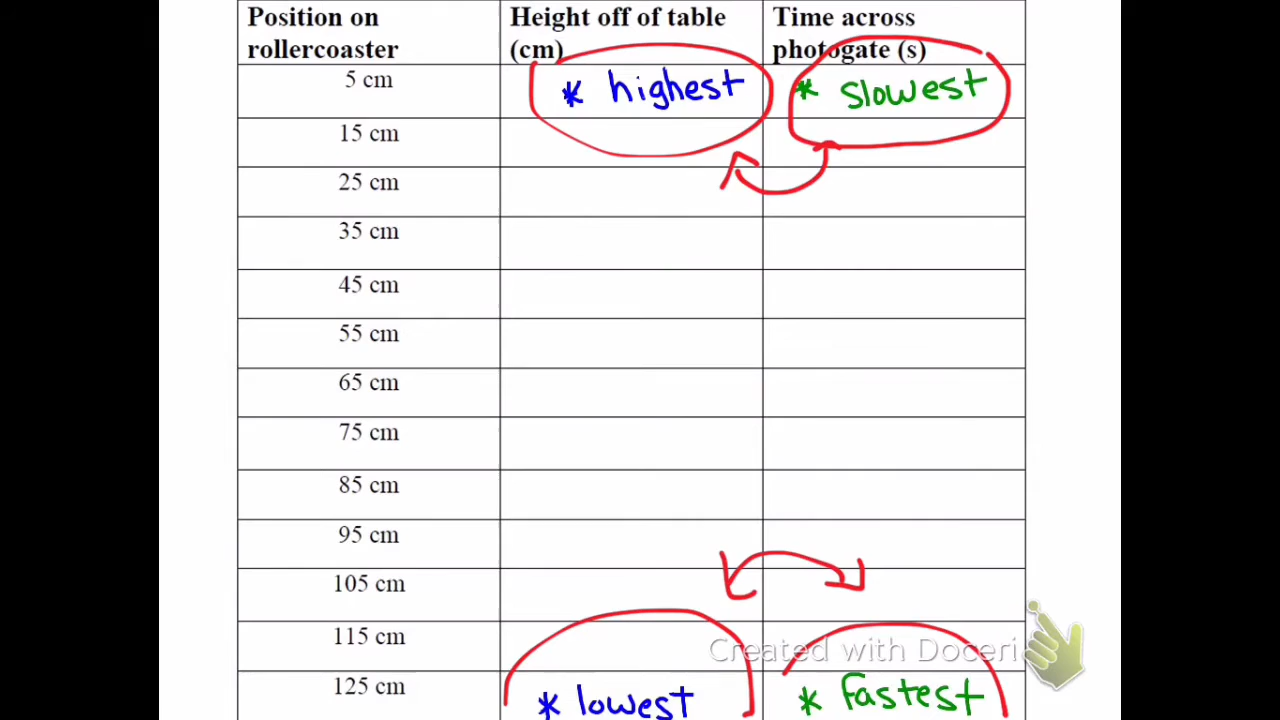 Position on rollercoaster
Height off of table (cm)
Time across photogate (s)
5 cm
* highest
* slowest
15 cm
25 cm
35 cm
45 cm
55 cm
65 cm
75 cm
85 cm
95 cm
105 cm
115 cm
Created with Doceri
125 cm
* lowest
* fastest